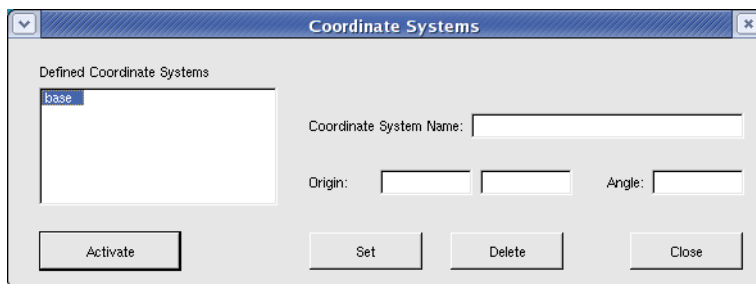 Coordinate Systems
Defined Coordinate Systems
base
Coordinate System Name:
Origin:
Angle:
Activate
Set
Delete
Close